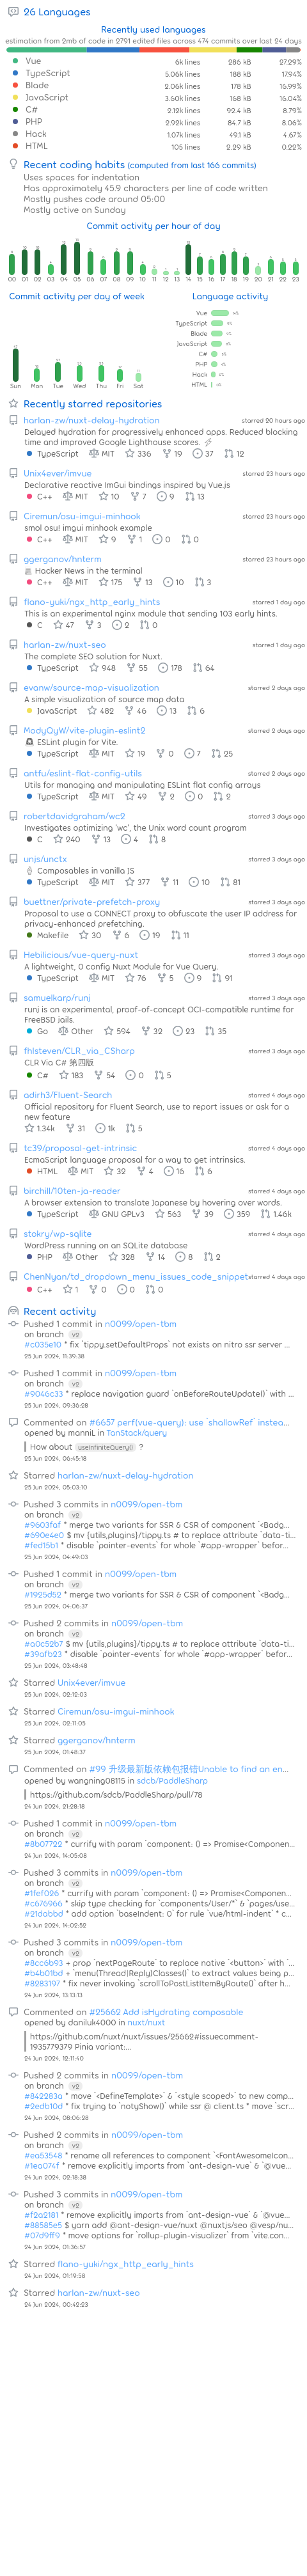 26 Languages
Recently used languages
estimation from 2mb of code in 2791 edited files across 474 commits over last 24 days
Vue 6k lines 286 kB 27.29%
TypeScript 5.06k lines 188 kB 17.94%
Blade 2.06k lines 178 kB 16.99%
JavaScript 3.60k lines 168 kB 16.04%
C# 2.12k lines 92.4 kB 8.79%
PHP 2.92k lines 84.7 kB 8.06%
Hack 1.07k lines 49.1 kB 4.67%
HTML 105 lines 2.29 kB 0.22%
Recent coding habits (computed from last 166 commits)
Uses spaces for indentation
Has approximately 45.9 characters per line of code written
Mostly pushes code around 05:00
Mostly active on Sunday
Commit activity per hour of day
00 01 02 03 04 05 06 07 08 09 10 11 12 13 14 15 16 17 18 19 20 21 22 23
Commit activity per day of week
Sun Mon Tue Wed Thu Fri Sat
Language activity
Vue
TypeScript
Blade
JavaScript
C#
PHP
Hack
HTML
Recently starred repositories
harlan-zw/nuxt-delay-hydration starred 20 hours ago
Delayed hydration for progressively enhanced apps. Reduced blocking
time and improved Google Lighthouse scores. ⚡
TypeScript MIT 336 19 37 12
Unix4ever/imvue starred 23 hours ago
Declarative reactive ImGui bindings inspired by Vue.js
C++ MIT 10 7 9 13
Ciremun/osu-imgui-minhook starred 23 hours ago
smol osu! imgui minhook example
C++ MIT 9 1 0 0
ggerganov/hnterm starred 23 hours ago
Hacker News in the terminal
C++ MIT 175 13 10 3
flano-yuki/ngx_http_early_hints starred 1 day ago
This is an experimental nginx module that sending 103 early hints.
C 47 3 2 0
harlan-zw/nuxt-seo starred 1 day ago
The complete SEO solution for Nuxt.
TypeScript 948 55 178 64
evanw/source-map-visualization starred 2 days ago
A simple visualization of source map data
JavaScript 482 46 13 6
ModyQyW/vite-plugin-eslint2 starred 2 days ago
ESLint plugin for Vite.
TypeScript MIT 19 0 7 25
antfu/eslint-flat-config-utils starred 2 days ago
Utils for managing and manipulating ESLint flat config arrays
TypeScript MIT 49 2 0 2
robertdavidgraham/wc2 starred 3 days ago
Investigates optimizing 'wc', the Unix word count program
C 240 13 4 8
unjs/unctx starred 3 days ago
Composables in vanilla JS
TypeScript MIT 377 11 10 81
buettner/private-prefetch-proxy starred 3 days ago
Proposal to use a CONNECT proxy to obfuscate the user IP address for
privacy-enhanced prefetching.
Makefile 30 6 19 11
Hebilicious/vue-query-nuxt starred 3 days ago
A lightweight, 0 config Nuxt Module for Vue Query.
TypeScript MIT 76 5 9 91
samuelkarp/runj starred 3 days ago
runj is an experimental, proof-of-concept OCI-compatible runtime for
FreeBSD jails.
Go Other 594 32 23 35
fhlsteven/CLR_via_CSharp starred 3 days ago
CLR Via C# 第四版
C# 183 54 0 5
adirh3/Fluent-Search starred 4 days ago
Official repository for Fluent Search, use to report issues or ask for a
new feature
1.34k 31 1k 5
tc39/proposal-get-intrinsic starred 4 days ago
EcmaScript language proposal for a way to get intrinsics.
HTML MIT 32 4 16 6
birchill/10ten-ja-reader starred 4 days ago
A browser extension to translate Japanese by hovering over words.
TypeScript GNU GPLv3 563 39 359 1.46k
stokry/wp-sqlite starred 4 days ago
WordPress running on an SQLite database
PHP Other 328 14 8 2
ChenNyan/td_dropdown_menu_issues_code_snippet starred 4 days ago
C++ 1 0 0 0
Recent activity
Pushed 1 commit in n0099/open-tbm
on branch v2
#c035e10 * fix `tippy.setDefaultProps` not exists on nitro ssr server ...
25 Jun 2024, 11:39:38
Pushed 1 commit in n0099/open-tbm
on branch v2
#9046c33 * replace navigation guard `onBeforeRouteUpdate()` with ...
25 Jun 2024, 09:36:28
Commented on #6657 perf(vue-query): use `shallowRef` instea...
opened by manniL in TanStack/query
How about useInfiniteQuery() ?
25 Jun 2024, 06:45:18
Starred harlan-zw/nuxt-delay-hydration
25 Jun 2024, 05:03:10
Pushed 3 commits in n0099/open-tbm
on branch v2
#9603faf * merge two variants for SSR & CSR of component `<Badg...
#690e4e0 $ mv {utils,plugins}/tippy.ts # to replace attribute `data-ti...
#fed15b1 * disable `pointer-events` for whole `#app-wrapper` befor...
25 Jun 2024, 04:49:03
Pushed 1 commit in n0099/open-tbm
on branch v2
#1925d52 * merge two variants for SSR & CSR of component `<Badg...
25 Jun 2024, 04:06:37
Pushed 2 commits in n0099/open-tbm
on branch v2
#a0c52b7 $ mv {utils,plugins}/tippy.ts # to replace attribute `data-ti...
#39afb23 * disable `pointer-events` for whole `#app-wrapper` befor...
25 Jun 2024, 03:48:48
Starred Unix4ever/imvue
25 Jun 2024, 02:12:03
Starred Ciremun/osu-imgui-minhook
25 Jun 2024, 02:11:05
Starred ggerganov/hnterm
25 Jun 2024, 01:48:37
Commented on #99 升级最新版依赖包报错Unable to find an en...
opened by wangning08115 in sdcb/PaddleSharp
https://github.com/sdcb/PaddleSharp/pull/78
24 Jun 2024, 21:28:18
Pushed 1 commit in n0099/open-tbm
on branch v2
#8b07722 * currify with param `component: () => Promise<Componen...
24 Jun 2024, 14:05:08
Pushed 3 commits in n0099/open-tbm
on branch v2
#1fef026 * currify with param `component: () => Promise<Componen...
#c676966 * skip type checking for `components/User/*` & `pages/use...
#21dabbd * add option `baseIndent: 0` for rule `vue/html-indent` * c...
24 Jun 2024, 14:02:52
Pushed 3 commits in n0099/open-tbm
on branch v2
#8cc6b93 + prop `nextPageRoute` to replace native `<button>` with `...
#b4b01bd + `menu(Thread|Reply)Classes()` to extract values being p...
#8283197 * fix never invoking `scrollToPostListItemByRoute()` after h...
24 Jun 2024, 13:13:13
Commented on #25662 Add isHydrating composable
opened by daniluk4000 in nuxt/nuxt
https://github.com/nuxt/nuxt/issues/25662#issuecomment-
1935779379 Pinia variant:...
24 Jun 2024, 12:11:40
Pushed 2 commits in n0099/open-tbm
on branch v2
#842283a * move `<DefineTemplate>` & `<style scoped>` to new comp...
#2edb10d * fix trying to `notyShow()` while ssr @ client.ts * move `scr...
24 Jun 2024, 08:06:28
Pushed 2 commits in n0099/open-tbm
on branch v2
#ea53548 * rename all references to component `<FontAwesomeIcon...
#1ea074f * remove explicitly imports from `ant-design-vue` & `@vue...
24 Jun 2024, 02:18:38
Pushed 3 commits in n0099/open-tbm
on branch v2
#f2a2181 * remove explicitly imports from `ant-design-vue` & `@vue...
#88585e5 $ yarn add @ant-design-vue/nuxt @nuxtjs/seo @vesp/nu...
#07d9ff9 * move options for `rollup-plugin-visualizer` from `vite.con...
24 Jun 2024, 01:36:57
Starred flano-yuki/ngx_http_early_hints
24 Jun 2024, 01:19:58
Starred harlan-zw/nuxt-seo
24 Jun 2024, 00:42:23